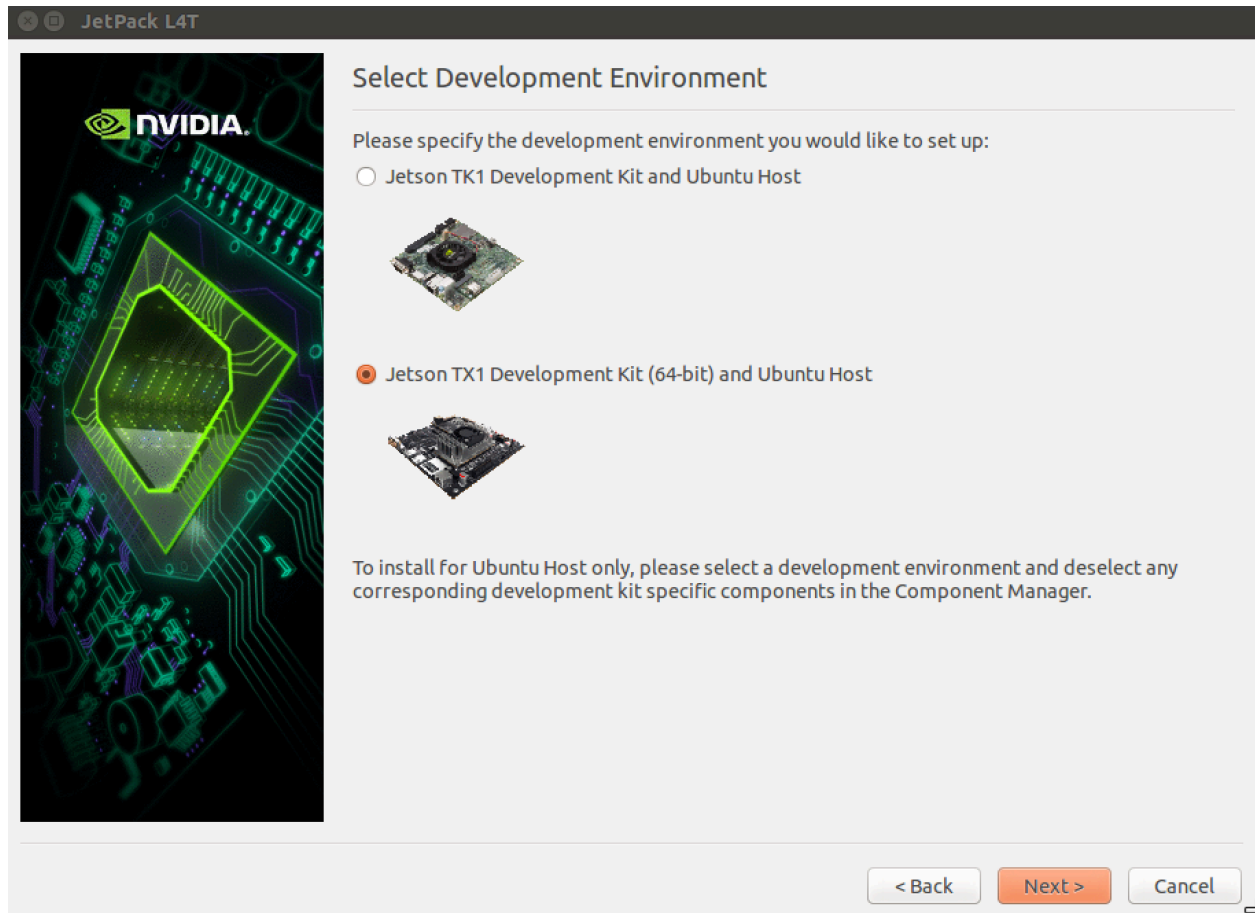 JetPack L4T
NVIDIA.
Select Development Environment
Please specify the development environment you would like to set up:
Jetson TK1 Development Kit and Ubuntu Host
Jetson TX1 Development Kit (64-bit) and Ubuntu Host
To install for Ubuntu Host only, please select a development environment and deselect any
corresponding development kit specific components in the Component Manager.
< Back
Next >
Cancel